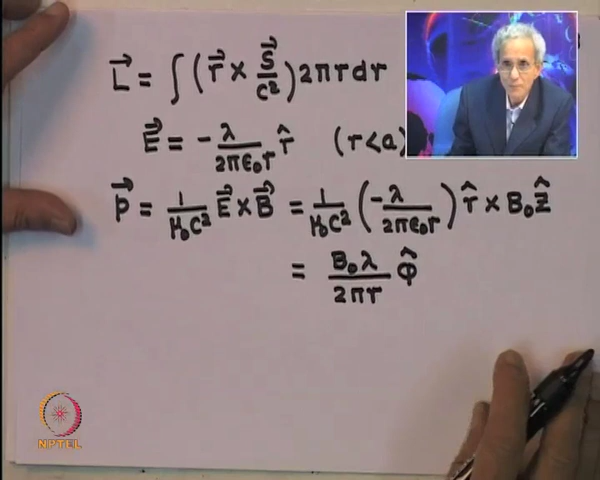 L⃗ = ∫ (r⃗ × S⃗/c²) 2πr dr
E⃗ = - λ/2πε₀r r̂ (r<a)
P⃗ = 1/μ₀c² E⃗×B⃗ = 1/μ₀c² (-λ/2πε₀r) r̂ × B₀ẑ
= B₀λ/2πr φ̂
NPTEL